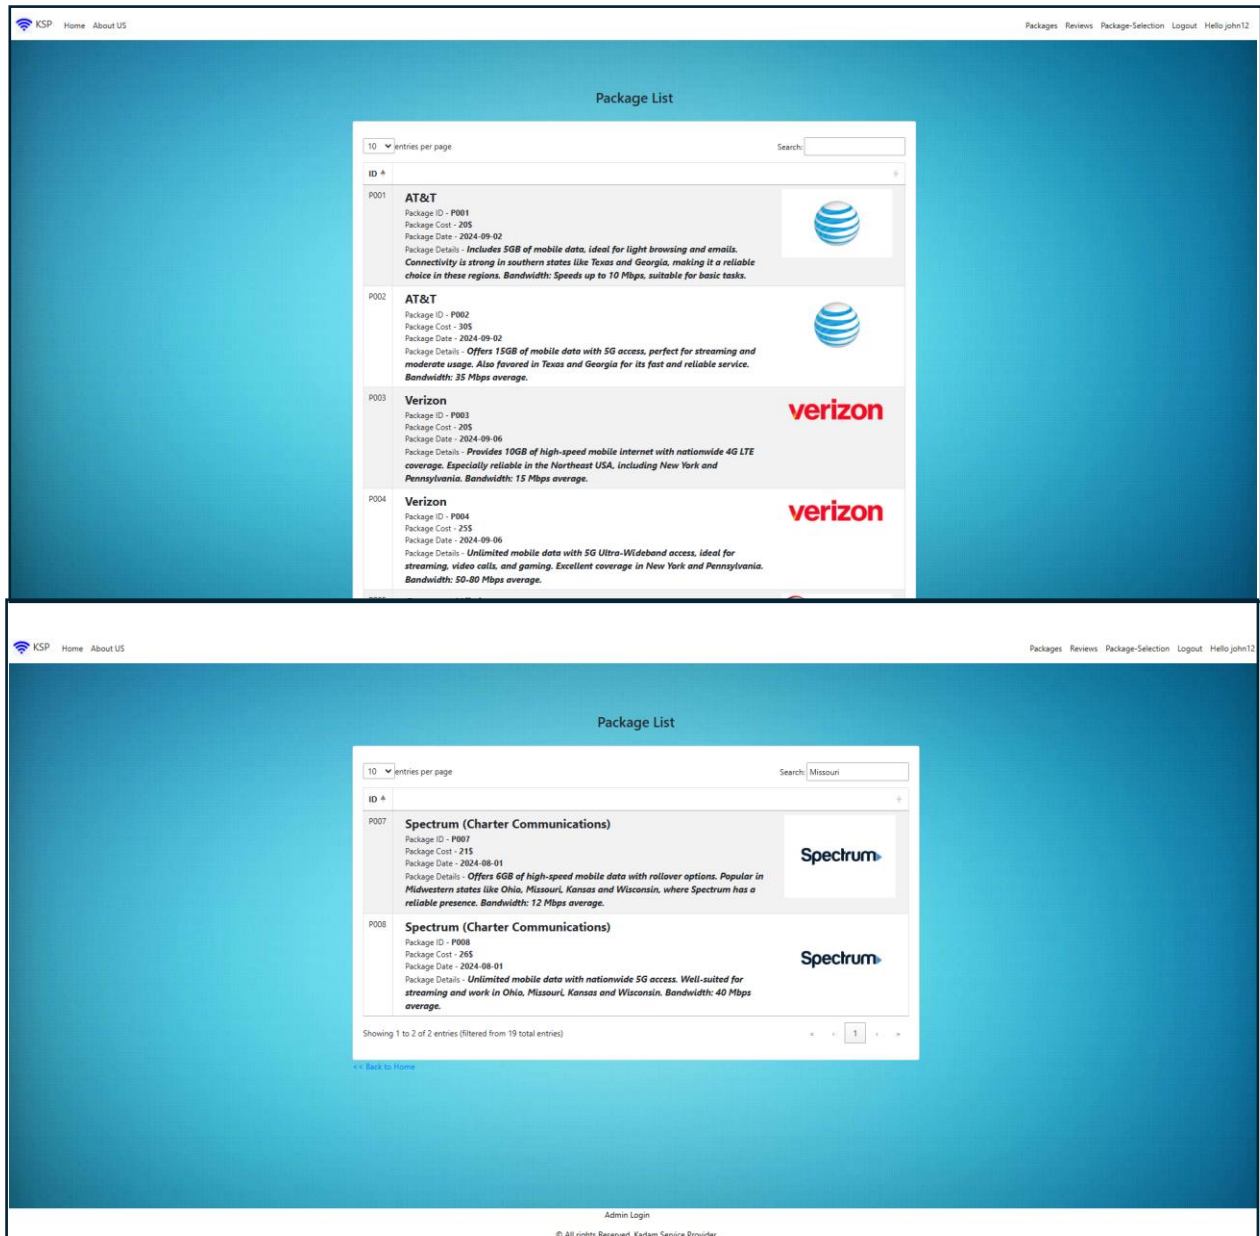 KSP Home About US Packages Reviews Package-Selection Logout Hello john12
Package List
10 entries per page Search:
ID
P001 AT&T
Package ID - P001
Package Cost - 20$
Package Date - 2024-09-02
Package Details - Includes 5GB of mobile data, ideal for light browsing and emails.
Connectivity is strong in southern states like Texas and Georgia, making it a reliable
choice in these regions. Bandwidth: Speeds up to 10 Mbps, suitable for basic tasks.
P002 AT&T
Package ID - P002
Package Cost - 30$
Package Date - 2024-09-02
Package Details - Offers 15GB of mobile data with 5G access, perfect for streaming and
moderate usage. Also favored in Texas and Georgia for its fast and reliable service.
Bandwidth: 35 Mbps average.
P003 Verizon verizon
Package ID - P003
Package Cost - 20$
Package Date - 2024-09-06
Package Details - Provides 10GB of high-speed mobile internet with nationwide 4G LTE
coverage. Especially reliable in the Northeast USA, including New York and
Pennsylvania. Bandwidth: 15 Mbps average.
P004 Verizon verizon
Package ID - P004
Package Cost - 25$
Package Date - 2024-09-06
Package Details - Unlimited mobile data with 5G Ultra-Wideband access, ideal for
streaming, video calls, and gaming. Excellent coverage in New York and Pennsylvania.
Bandwidth: 50-80 Mbps average.
KSP Home About US Packages Reviews Package-Selection Logout Hello john12
Package List
10 entries per page Search: Missouri
ID
P007 Spectrum (Charter Communications)
Package ID - P007
Package Cost - 21$
Package Date - 2024-08-01
Spectrum
Package Details - Offers 6GB of high-speed mobile data with rollover options. Popular in
Midwestern states like Ohio, Missouri, Kansas and Wisconsin, where Spectrum has a
reliable presence. Bandwidth: 12 Mbps average.
P008 Spectrum (Charter Communications)
Package ID - P008
Package Cost - 26$
Package Date - 2024-08-01
Spectrum
Package Details - Unlimited mobile data with nationwide 5G access. Well-suited for
streaming and work in Ohio, Missouri, Kansas and Wisconsin. Bandwidth: 40 Mbps
average.
Showing 1 to 2 of 2 entries (filtered from 19 total entries) « ‹ 1 › »
<< Back to Home
Admin Login
© All rights Reserved. Kadam Service Provider